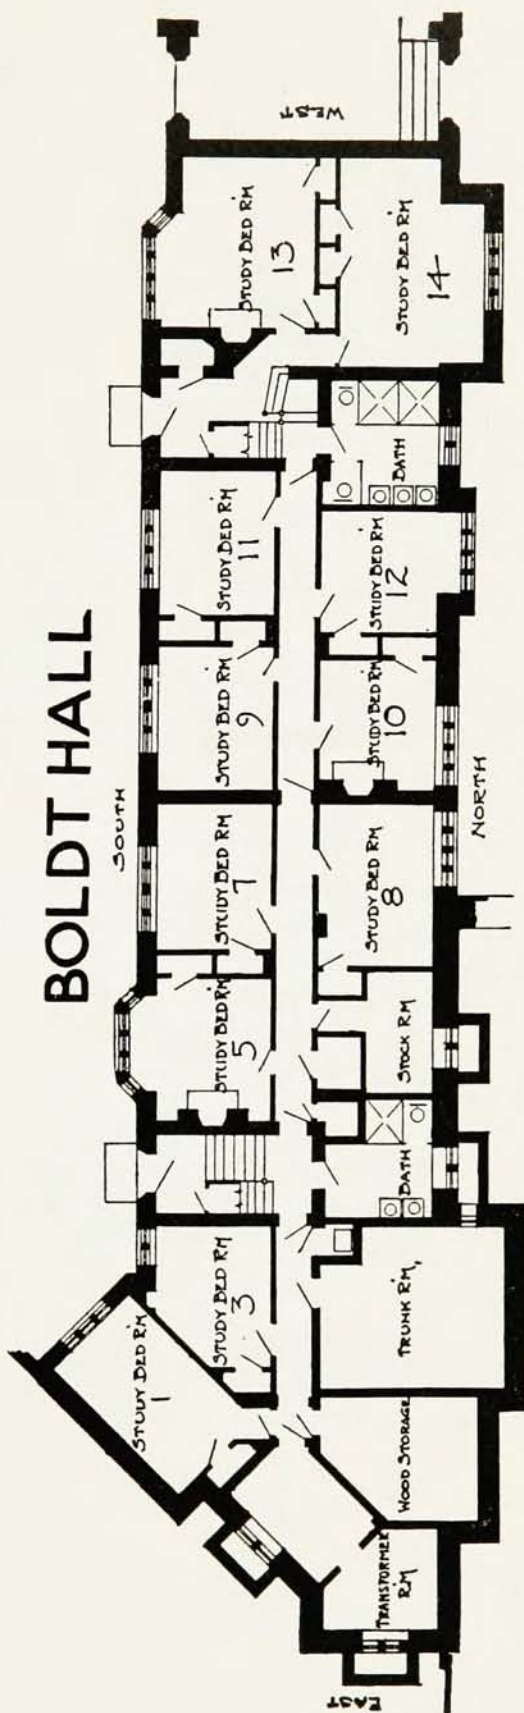 BOLDT HALL
SOUTH
WEST
NORTH
EAST
STUDY BED RM
1
STUDY BED RM
3
STUDY BED RM
5
STUDY BED RM
7
STUDY BED RM
9
STUDY BED RM
11
STUDY BED RM
13
TRANSFORMER
RM
WOOD STORAGE
TRUNK RM,
BATH
STOCK RM
STUDY BED RM
8
STUDY BED RM
10
STUDY BED RM
12
BATH
STUDY BED RM
14